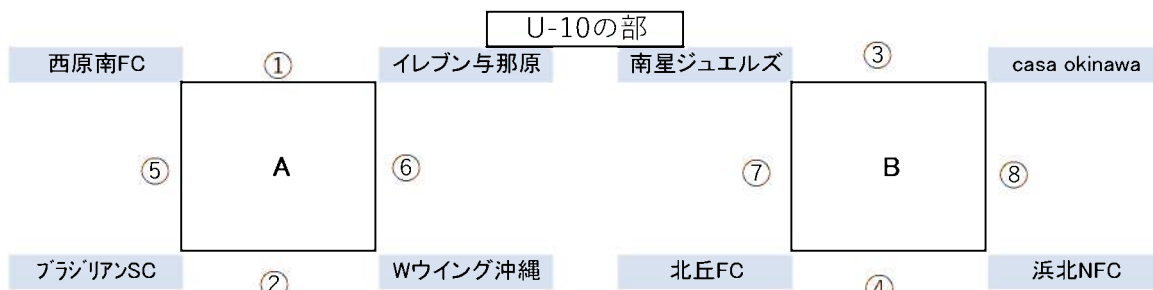 U-10の部
西原南FC ① イレブン与那原 南星ジュエルズ ③ casa okinawa
⑤ A ⑥ ⑦ B ⑧
ブラジリアンSC ② Wウイング沖縄 北丘FC ④ 浜北NFC